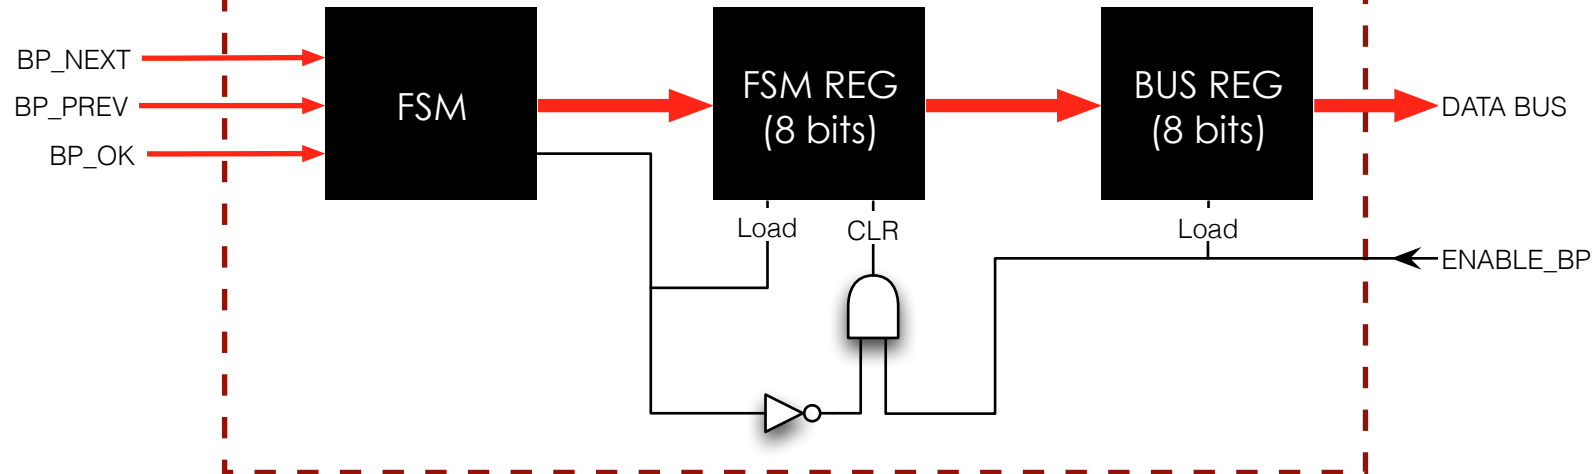 BP_NEXT
BP_PREV
BP_OK
FSM
FSM REG
(8 bits)
BUS REG
(8 bits)
DATA BUS
Load
CLR
Load
ENABLE_BP